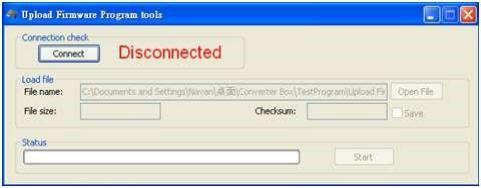 Upload Firmware Program tools
Connection check
Connect Disconnected
Load file
File name: C:\Documents and Settings\Navan\桌面\Converter Box\TestProgram\Upload Fi Open File
File size: Checksum: Save
Status
Start